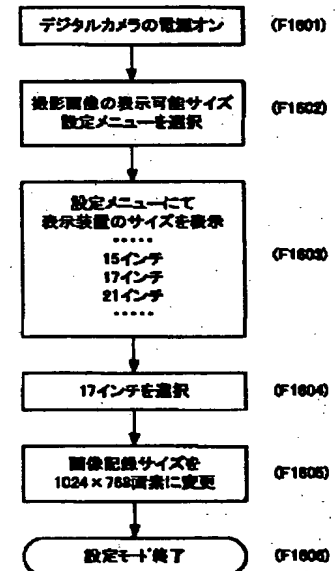 デジタルカメラの電源オン (F1601)
撮影画像の表示可能サイズ
設定メニューを選択 (F1602)
設定メニューにて
表示装置のサイズを表示
・・・・・
15インチ
17インチ (F1603)
21インチ
・・・・・
17インチを選択 (F1604)
画像記録サイズを
1024×768画素に変更 (F1605)
設定モード終了 (F1606)